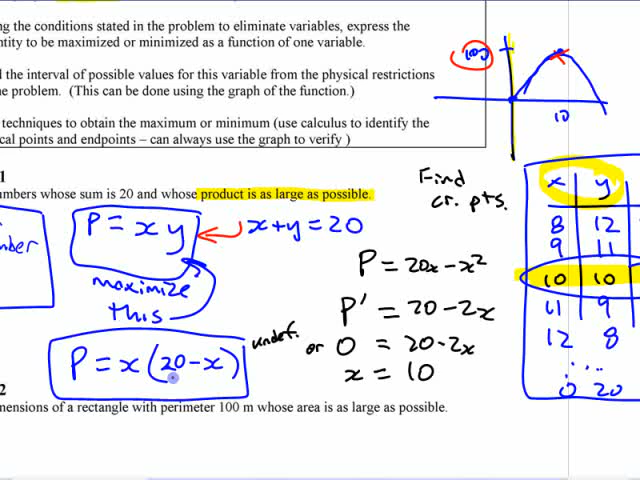 ng the conditions stated in the problem to eliminate variables, express the
ntity to be maximized or minimized as a function of one variable.
d the interval of possible values for this variable from the physical restrictions
ne problem. (This can be done using the graph of the function.)
techniques to obtain the maximum or minimum (use calculus to identify the
cal points and endpoints – can always use the graph to verify )
100
10
1
numbers whose sum is 20 and whose product is as large as possible.
mber
P = x y
x+y = 20
maximize
this
P = x (20-x)
Find
cr. pts.
P = 20x - x²
P' = 20 - 2x
undef.
or 0 = 20-2x
x = 10
x y
8 12
9 11
10 10
11 9
12 8
. . . .
0 20
2
mensions of a rectangle with perimeter 100 m whose area is as large as possible.